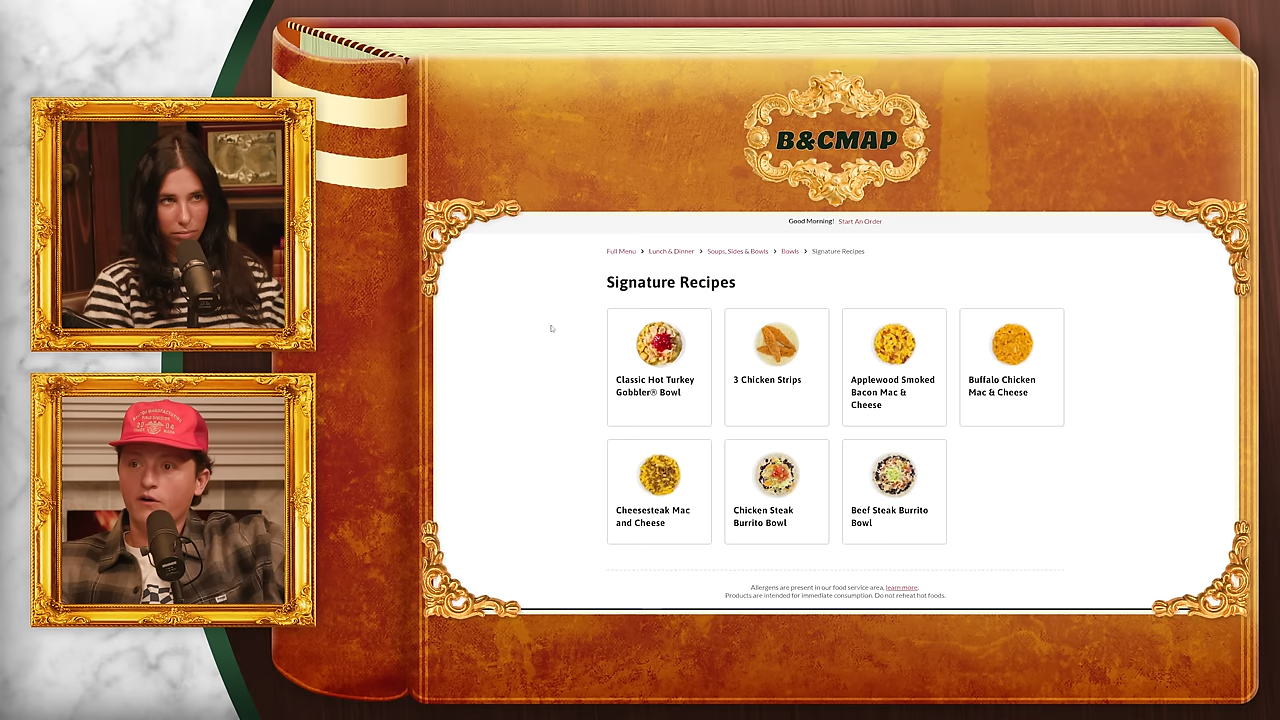 B&CMAP
Good Morning! Start An Order
Full Menu > Lunch & Dinner > Soups, Sides & Bowls > Bowls > Signature Recipes
Signature Recipes
Classic Hot Turkey
Gobbler® Bowl
3 Chicken Strips
Applewood Smoked
Bacon Mac &
Cheese
Buffalo Chicken
Mac & Cheese
Cheesesteak Mac
and Cheese
Chicken Steak
Burrito Bowl
Beef Steak Burrito
Bowl
Allergens are present in our food service area, learn more.
Products are intended for immediate consumption. Do not reheat hot foods.
20 04